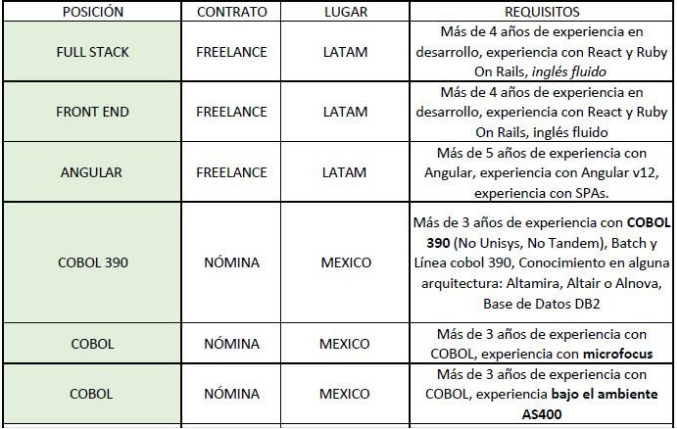 POSICIÓN CONTRATO LUGAR REQUISITOS
FULL STACK FREELANCE LATAM Más de 4 años de experiencia en
desarrollo, experiencia con React y Ruby
On Rails, inglés fluido
FRONT END FREELANCE LATAM Más de 4 años de experiencia en
desarrollo, experiencia con React y Ruby
On Rails, inglés fluido
ANGULAR FREELANCE LATAM Más de 5 años de experiencia con
Angular, experiencia con Angular v12,
experiencia con SPAs.
COBOL 390 NÓMINA MEXICO Más de 3 años de experiencia con COBOL
390 (No Unisys, No Tandem), Batch y
Línea cobol 390, Conocimiento en alguna
arquitectura: Altamira, Altair o Alnova,
Base de Datos DB2
COBOL NÓMINA MEXICO Más de 3 años de experiencia con
COBOL, experiencia con microfocus
COBOL NÓMINA MEXICO Más de 3 años de experiencia con
COBOL, experiencia bajo el ambiente
AS400